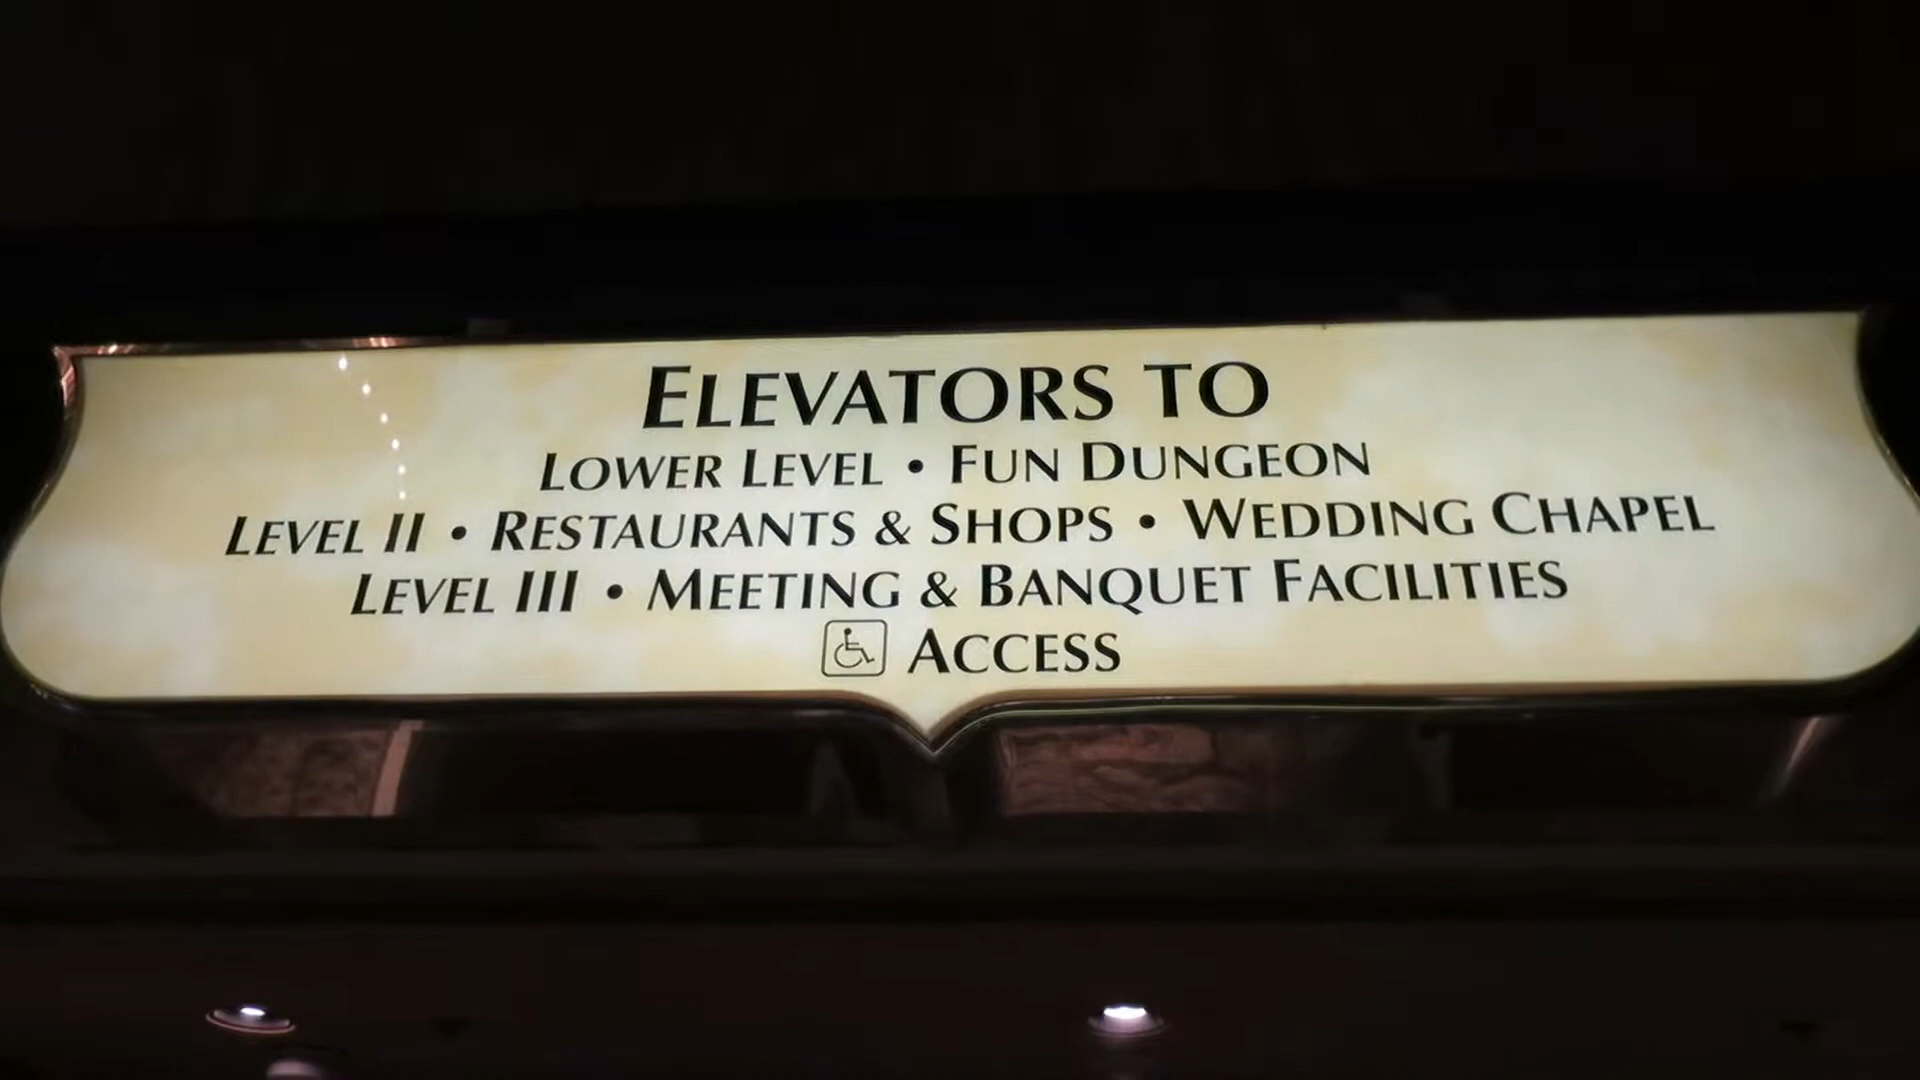 ELEVATORS TO
LOWER LEVEL • FUN DUNGEON
LEVEL II • RESTAURANTS & SHOPS • WEDDING CHAPEL
LEVEL III • MEETING & BANQUET FACILITIES
ACCESS